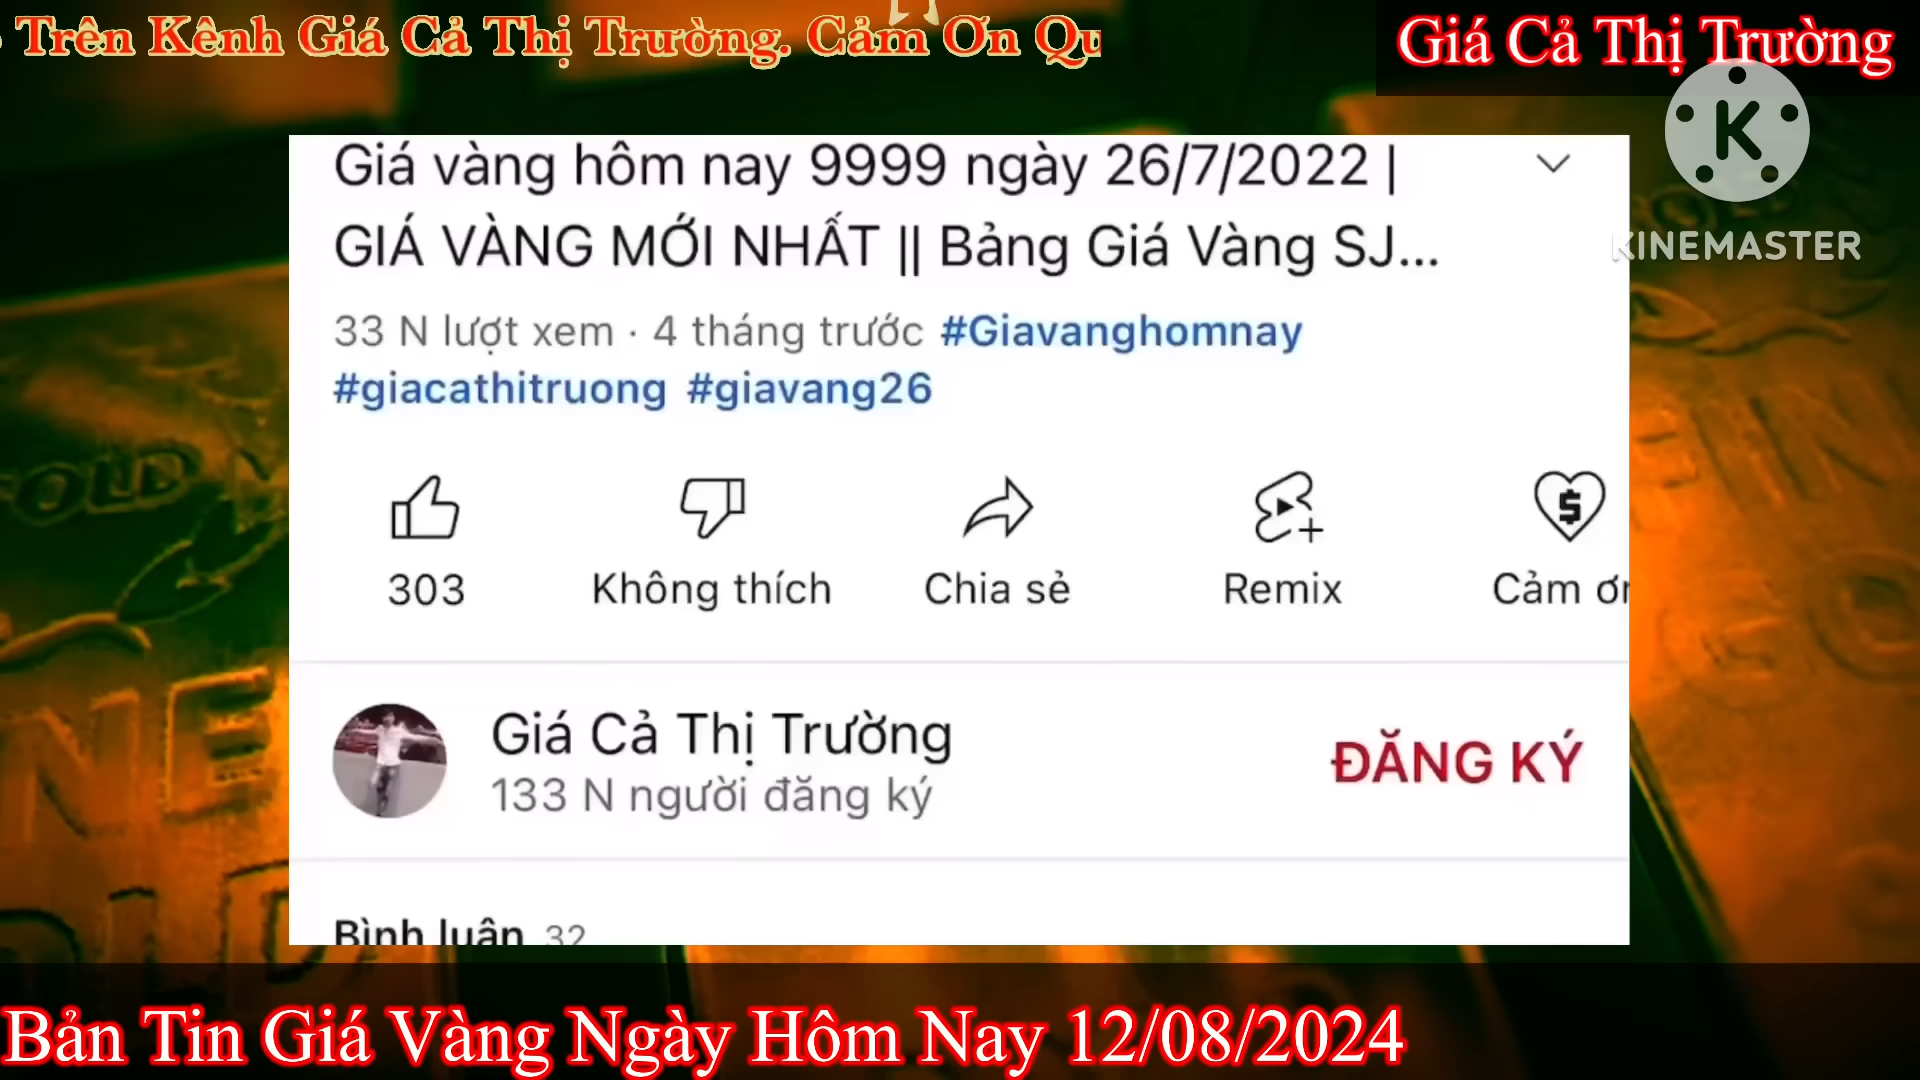 Trên Kênh Giá Cả Thị Trường. Cảm Ơn
Giá Cả Thị Trường
K
KINEMASTER
Giá vàng hôm nay 9999 ngày 26/7/2022 |
GIÁ VÀNG MỚI NHẤT || Bảng Giá Vàng SJ...
33 N lượt xem · 4 tháng trước #Giavanghomnay
#giacathitruong #giavang26
303 Không thích Chia sẻ Remix Cảm ơn
Giá Cả Thị Trường
133 N người đăng ký
ĐĂNG KÝ
Bình luận 32
Bản Tin Giá Vàng Ngày Hôm Nay 12/08/2024